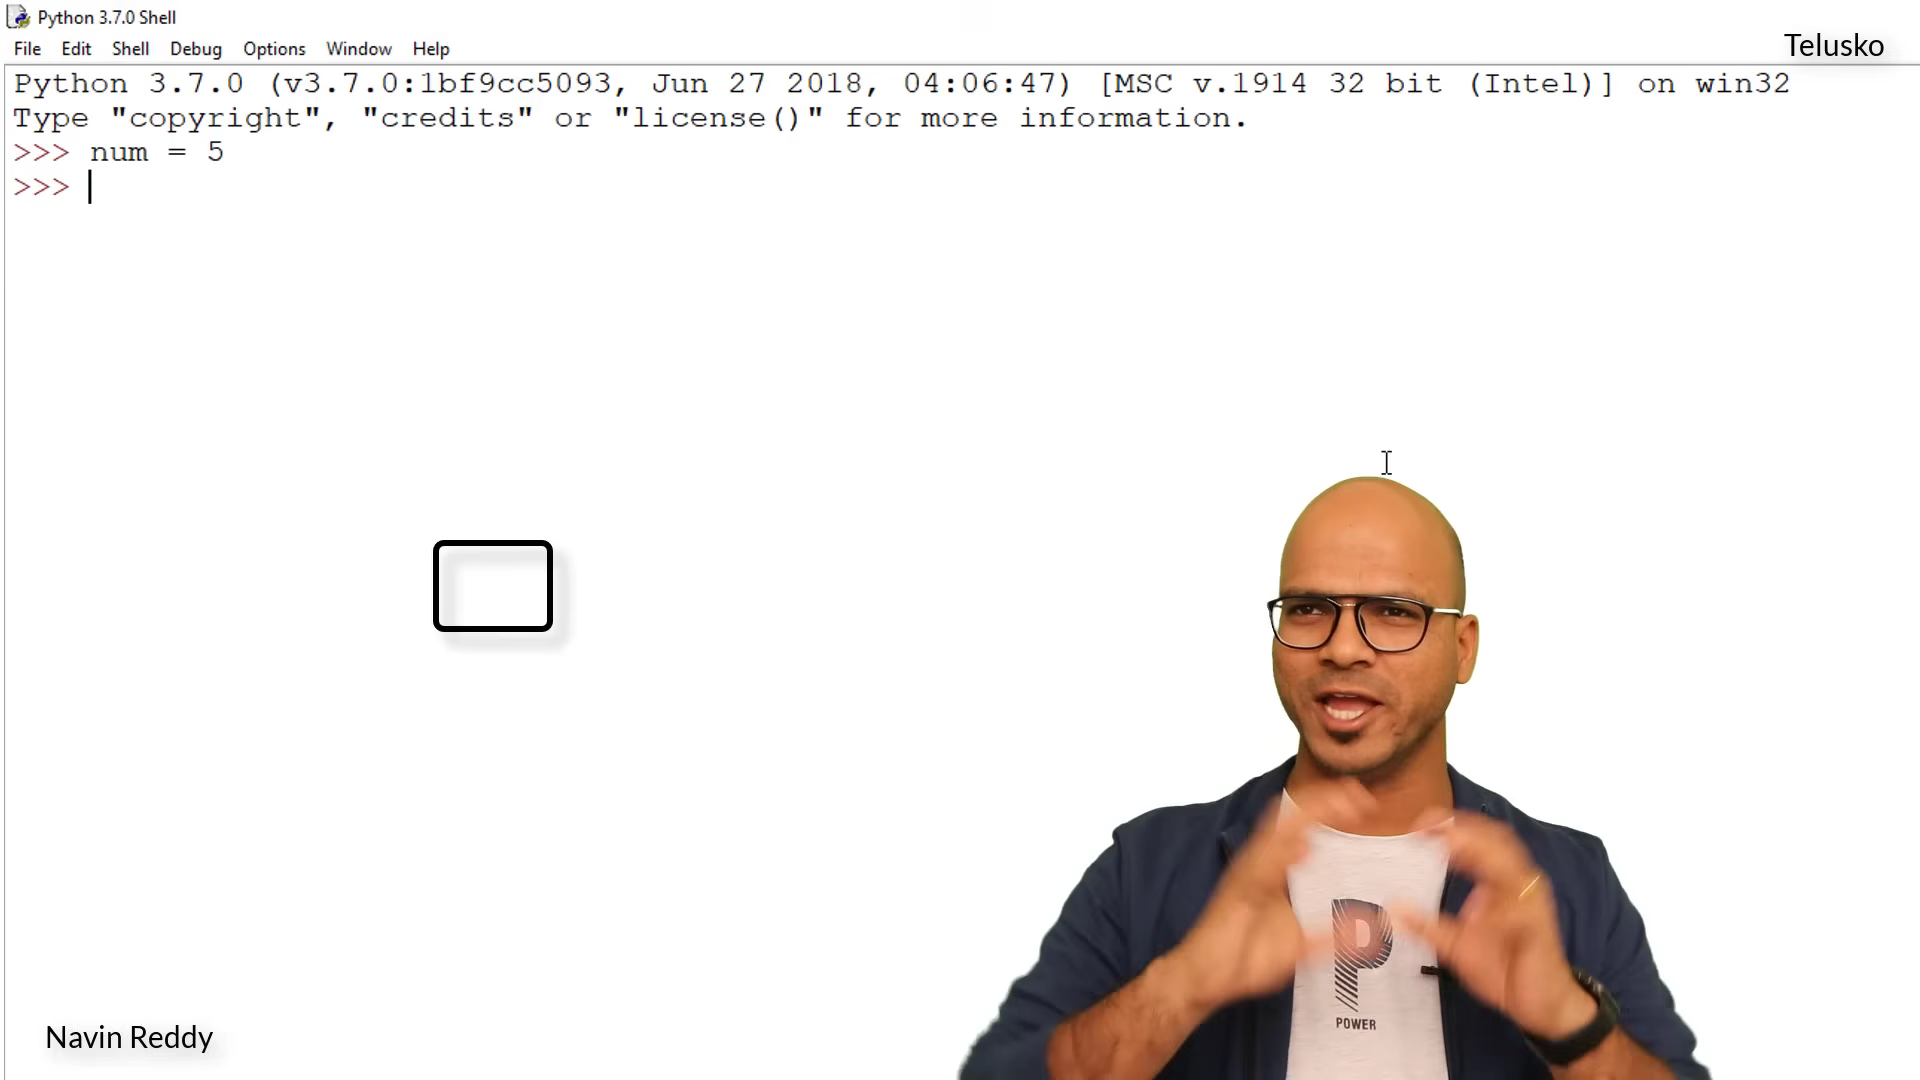 Python 3.7.0 Shell
File Edit Shell Debug Options Window Help
Telusko
Python 3.7.0 (v3.7.0:1bf9cc5093, Jun 27 2018, 04:06:47) [MSC v.1914 32 bit (Intel)] on win32
Type "copyright", "credits" or "license()" for more information.
>>> num = 5
>>>
P
POWER
Navin Reddy